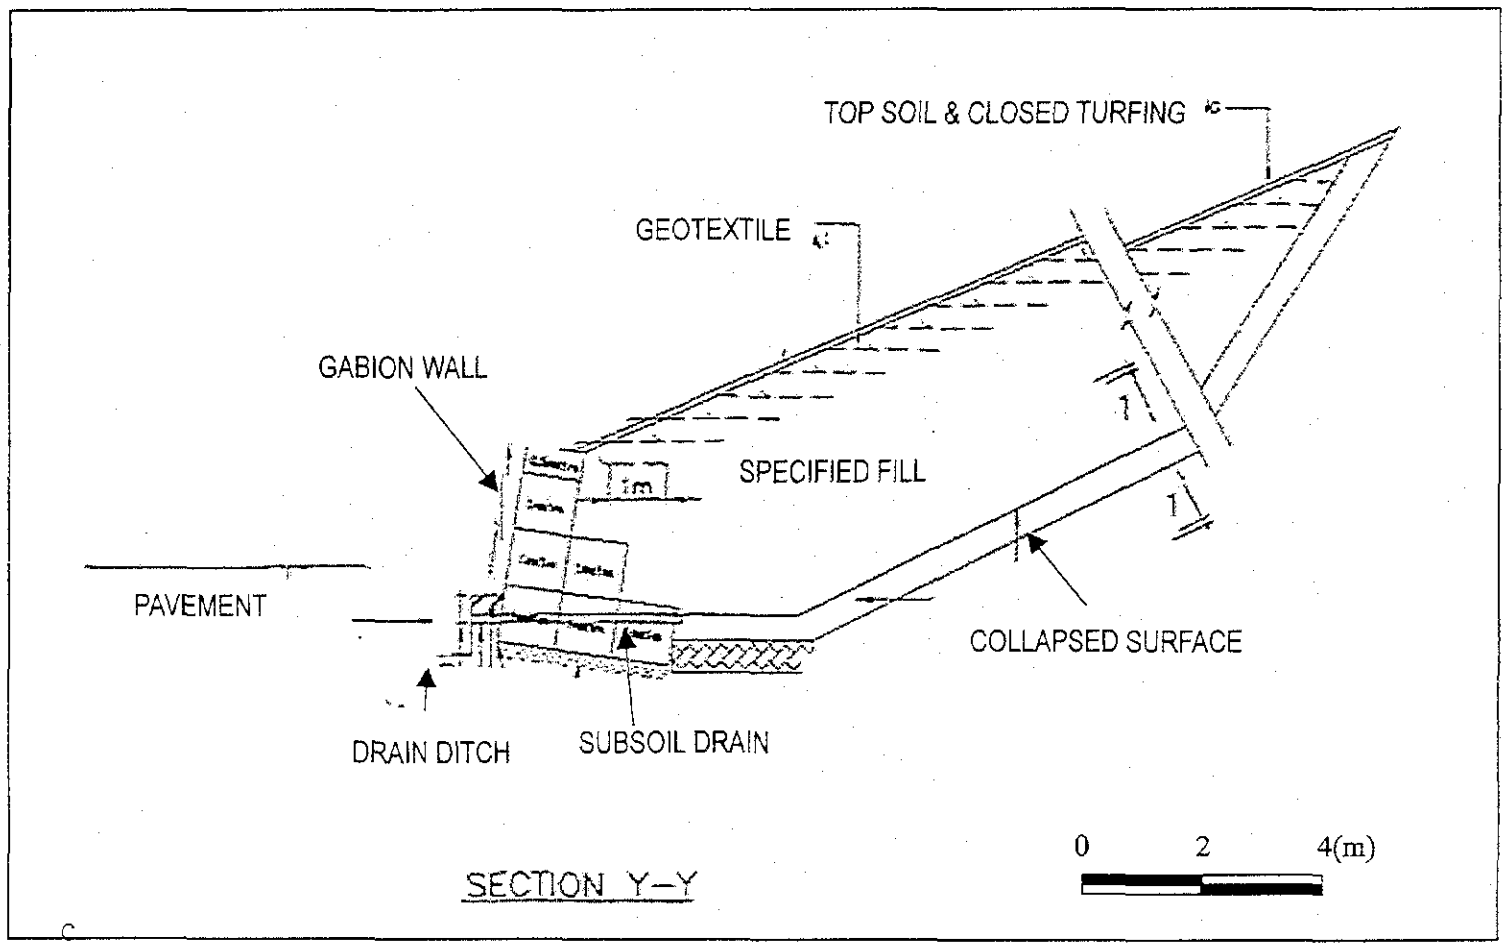 TOP SOIL & CLOSED TURFING
GEOTEXTILE
GABION WALL
1m
SPECIFIED FILL
1
1
PAVEMENT
COLLAPSED SURFACE
DRAIN DITCH
SUBSOIL DRAIN
0 2 4(m)
SECTION Y-Y
C